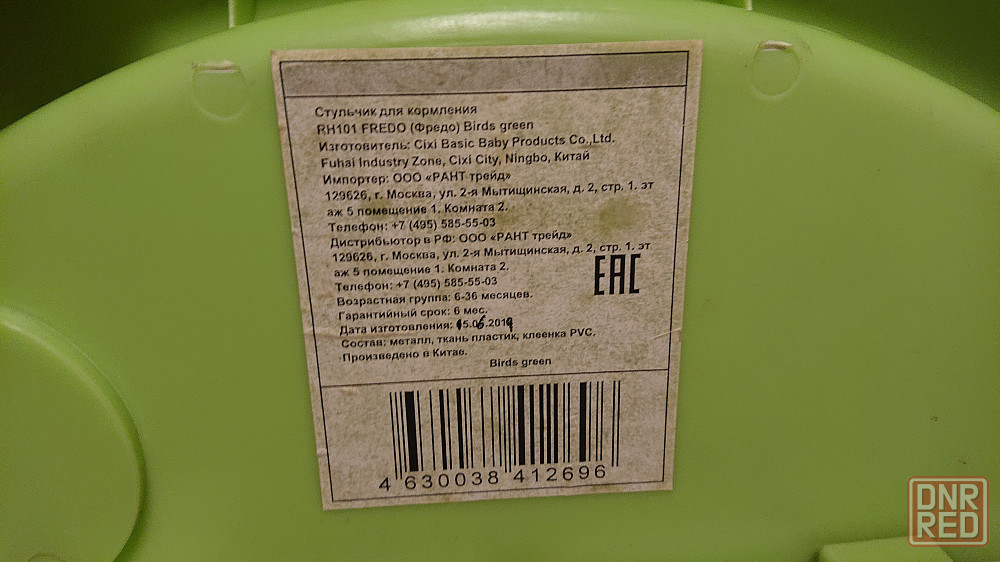 Стульчик для кормления
RH101 FREDO (Фредо) Birds green
Изготовитель: Cixi Basic Baby Products Co.,Ltd.
Fuhai Industry Zone, Cixi City, Ningbo, Китай
Импортер: ООО «РАНТ трейд»
129626, г. Москва, ул. 2-я Мытищинская, д. 2, стр. 1. эт
аж 5 помещение 1. Комната 2.
Телефон: +7 (495) 585-55-03
Дистрибьютор в РФ: ООО «РАНТ трейд»
129626, г. Москва, ул. 2-я Мытищинская, д. 2, стр. 1. эт
аж 5 помещение 1. Комната 2.
Телефон: +7 (495) 585-55-03
EAC
Возрастная группа: 6-36 месяцев.
Гарантийный срок: 6 мес.
Дата изготовления: 15.05.2019
Состав: металл, ткань пластик, клеенка PVC.
Произведено в Китае.
Birds green
4 630038 412696
DNR
RED